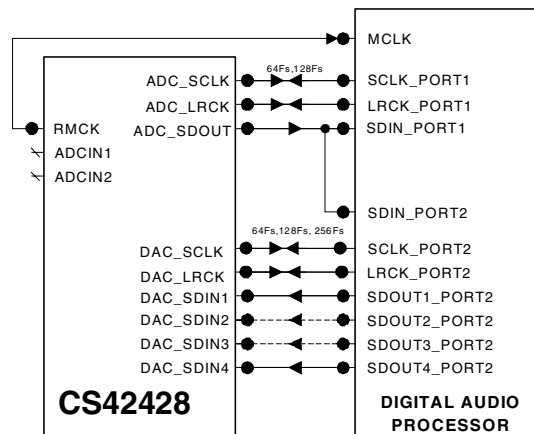 MCLK
64Fs,128Fs
ADC_SCLK SCLK_PORT1
ADC_LRCK LRCK_PORT1
RMCK ADC_SDOUT SDIN_PORT1
ADCIN1
ADCIN2
SDIN_PORT2
64Fs,128Fs, 256Fs
DAC_SCLK SCLK_PORT2
DAC_LRCK LRCK_PORT2
DAC_SDIN1 SDOUT1_PORT2
DAC_SDIN2 SDOUT2_PORT2
DAC_SDIN3 SDOUT3_PORT2
DAC_SDIN4 SDOUT4_PORT2
CS42428
DIGITAL AUDIO
PROCESSOR